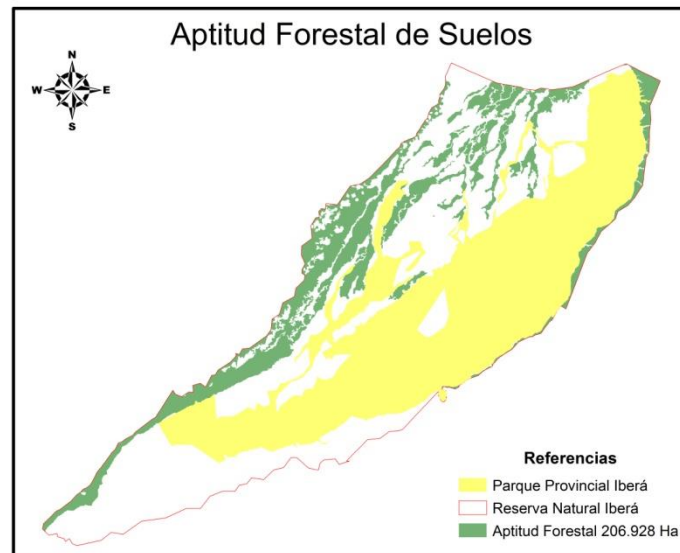 Aptitud Forestal de Suelos
N
W E
S
Referencias
Parque Provincial Iberá
Reserva Natural Iberá
Aptitud Forestal 206.928 Ha